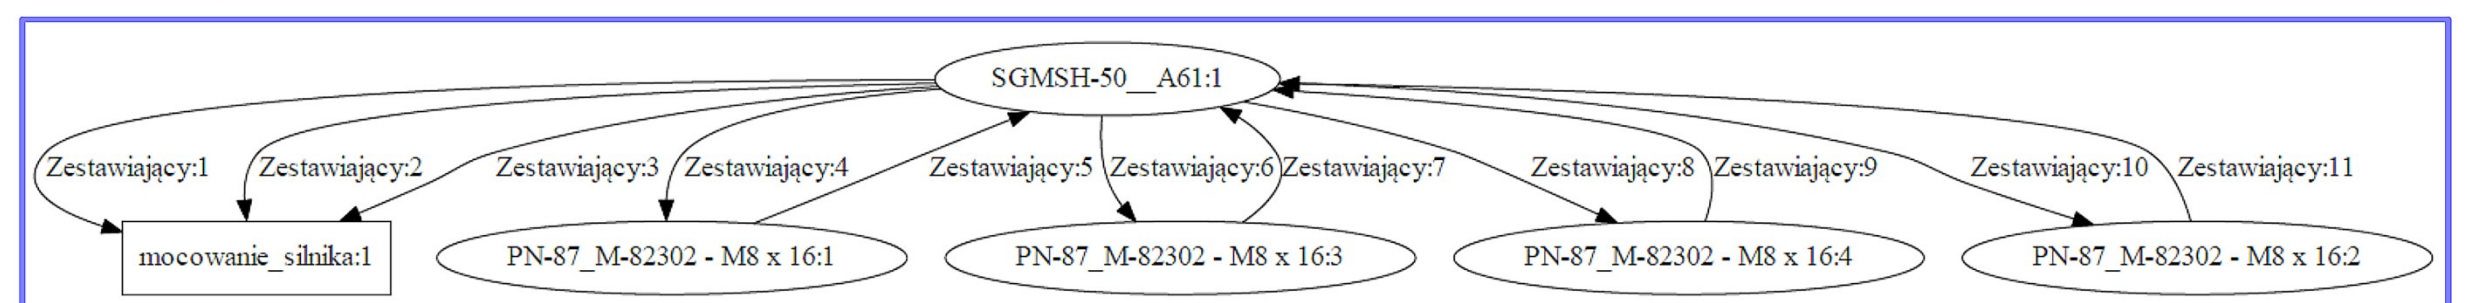 SGMSH-50__A61:1
Zestawiający:1
Zestawiający:2
Zestawiający:3
Zestawiający:4
Zestawiający:5
Zestawiający:6
Zestawiający:7
Zestawiający:8
Zestawiający:9
Zestawiający:10
Zestawiający:11
mocowanie_silnika:1
PN-87_M-82302 - M8 x 16:1
PN-87_M-82302 - M8 x 16:3
PN-87_M-82302 - M8 x 16:4
PN-87_M-82302 - M8 x 16:2